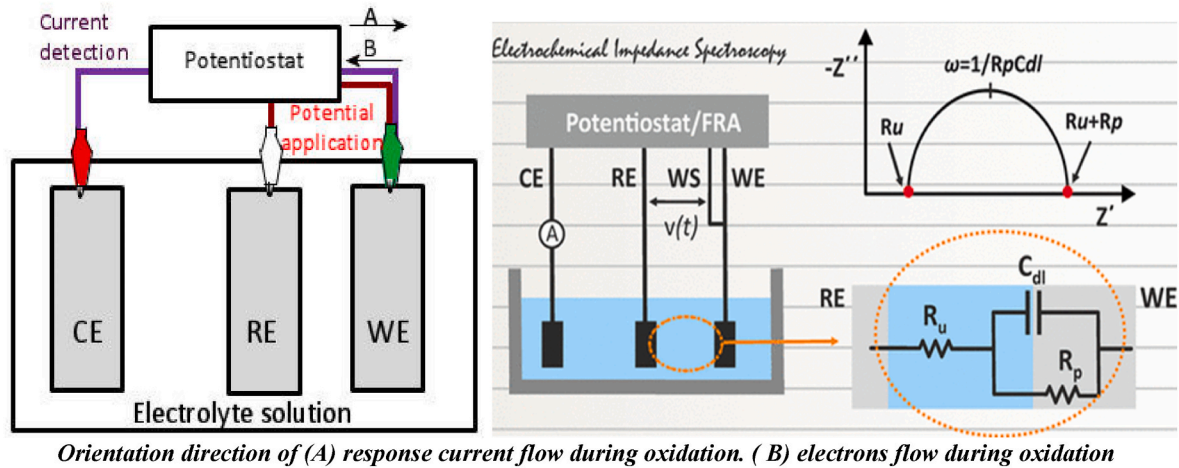 Current
detection
A
B
Potentiostat
Potential
application
CE
RE
WE
Electrolyte solution
Electrochemical Impedance Spectroscopy
Potentiostat/FRA
CE
RE
WS
WE
v(t)
A
-Z''
ω=1/RpCdl
Ru
Ru+Rp
Z'
RE
WE
Cdl
Ru
Rp
Orientation direction of (A) response current flow during oxidation. ( B) electrons flow during oxidation